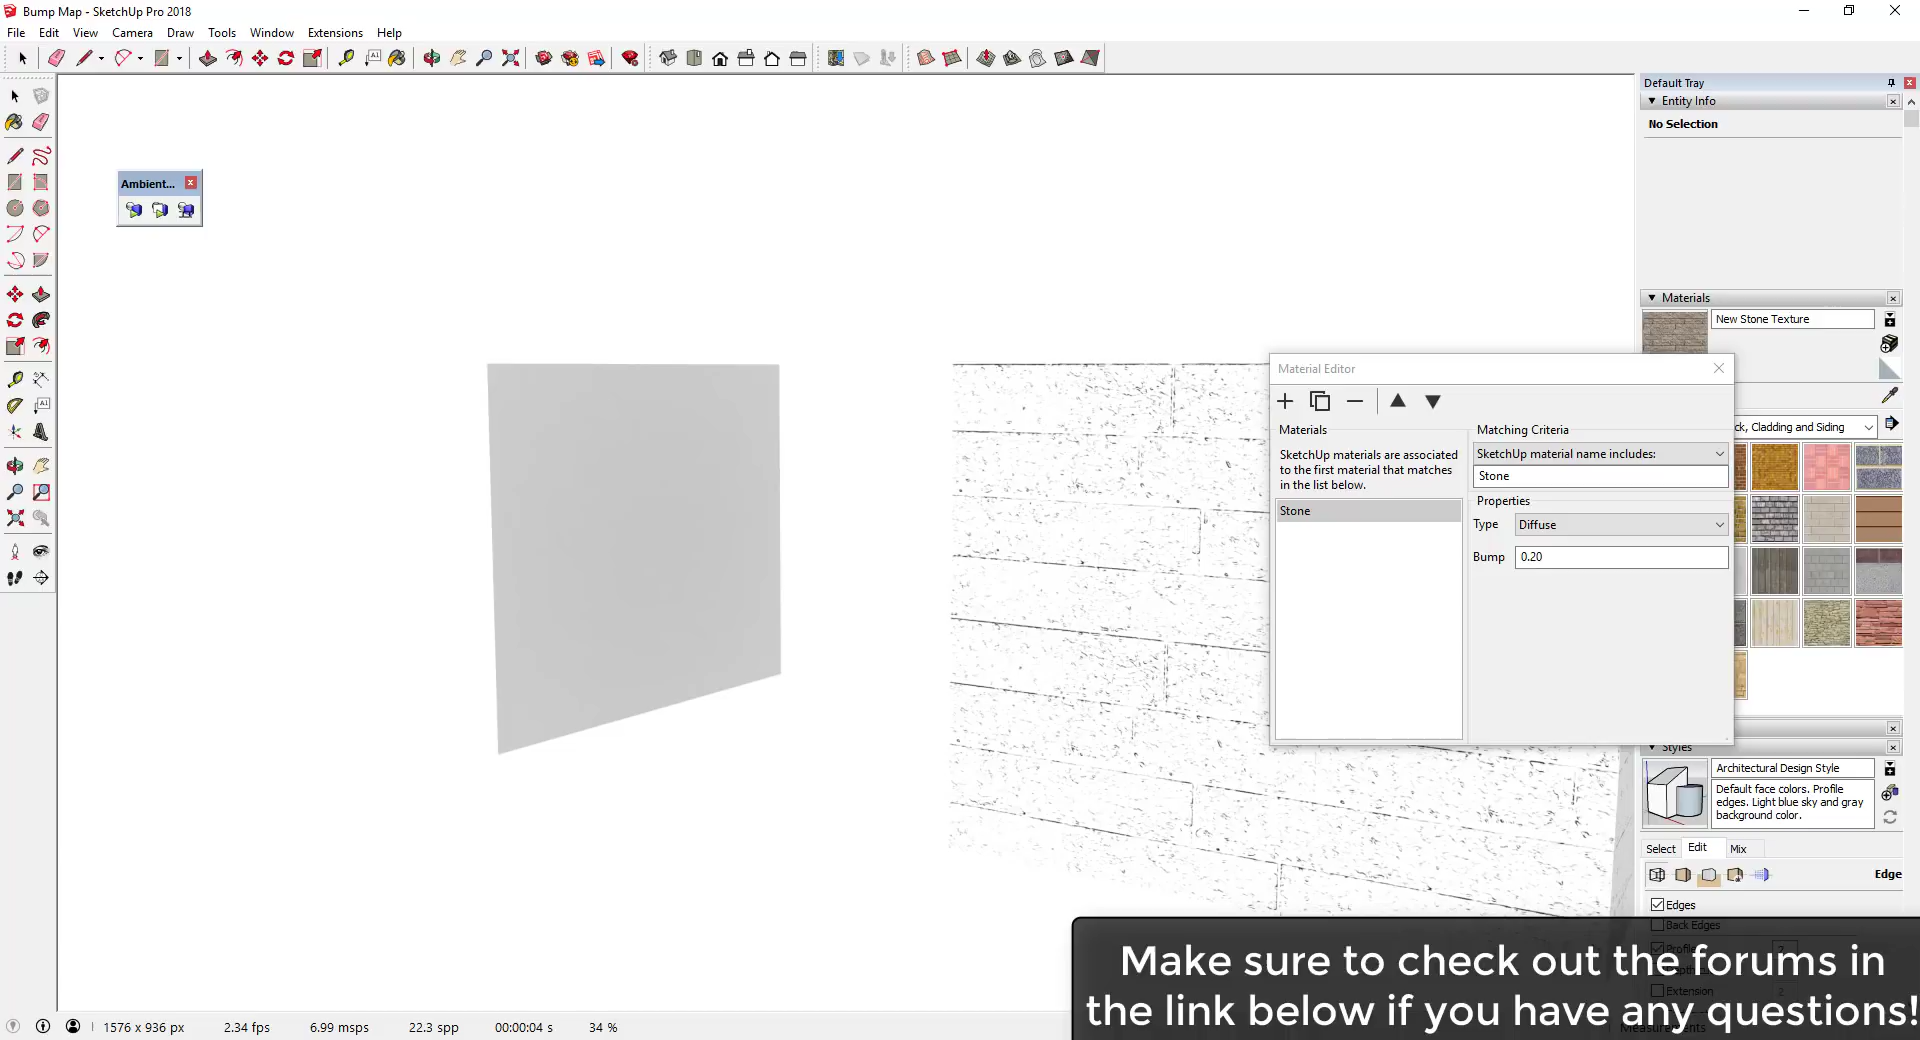 Bump Map - SketchUp Pro 2018
File Edit View Camera Draw Tools Window Extensions Help
Default Tray
Entity Info
No Selection
Ambient...
Materials
New Stone Texture
Material Editor
Materials
SketchUp materials are associated
to the first material that matches
in the list below.
Stone
Matching Criteria
SketchUp material name includes:
Stone
Properties
Type Diffuse
Bump 0.20
ck, Cladding and Siding
Styles
Architectural Design Style
Default face colors. Profile
edges. Light blue sky and gray
background color.
Select Edit Mix
Edge
Edges
Back Edges
Extension
Make sure to check out the forums in
the link below if you have any questions!
Measurements
1576 x 936 px 2.34 fps 6.99 msps 22.3 spp 00:00:04 s 34 %